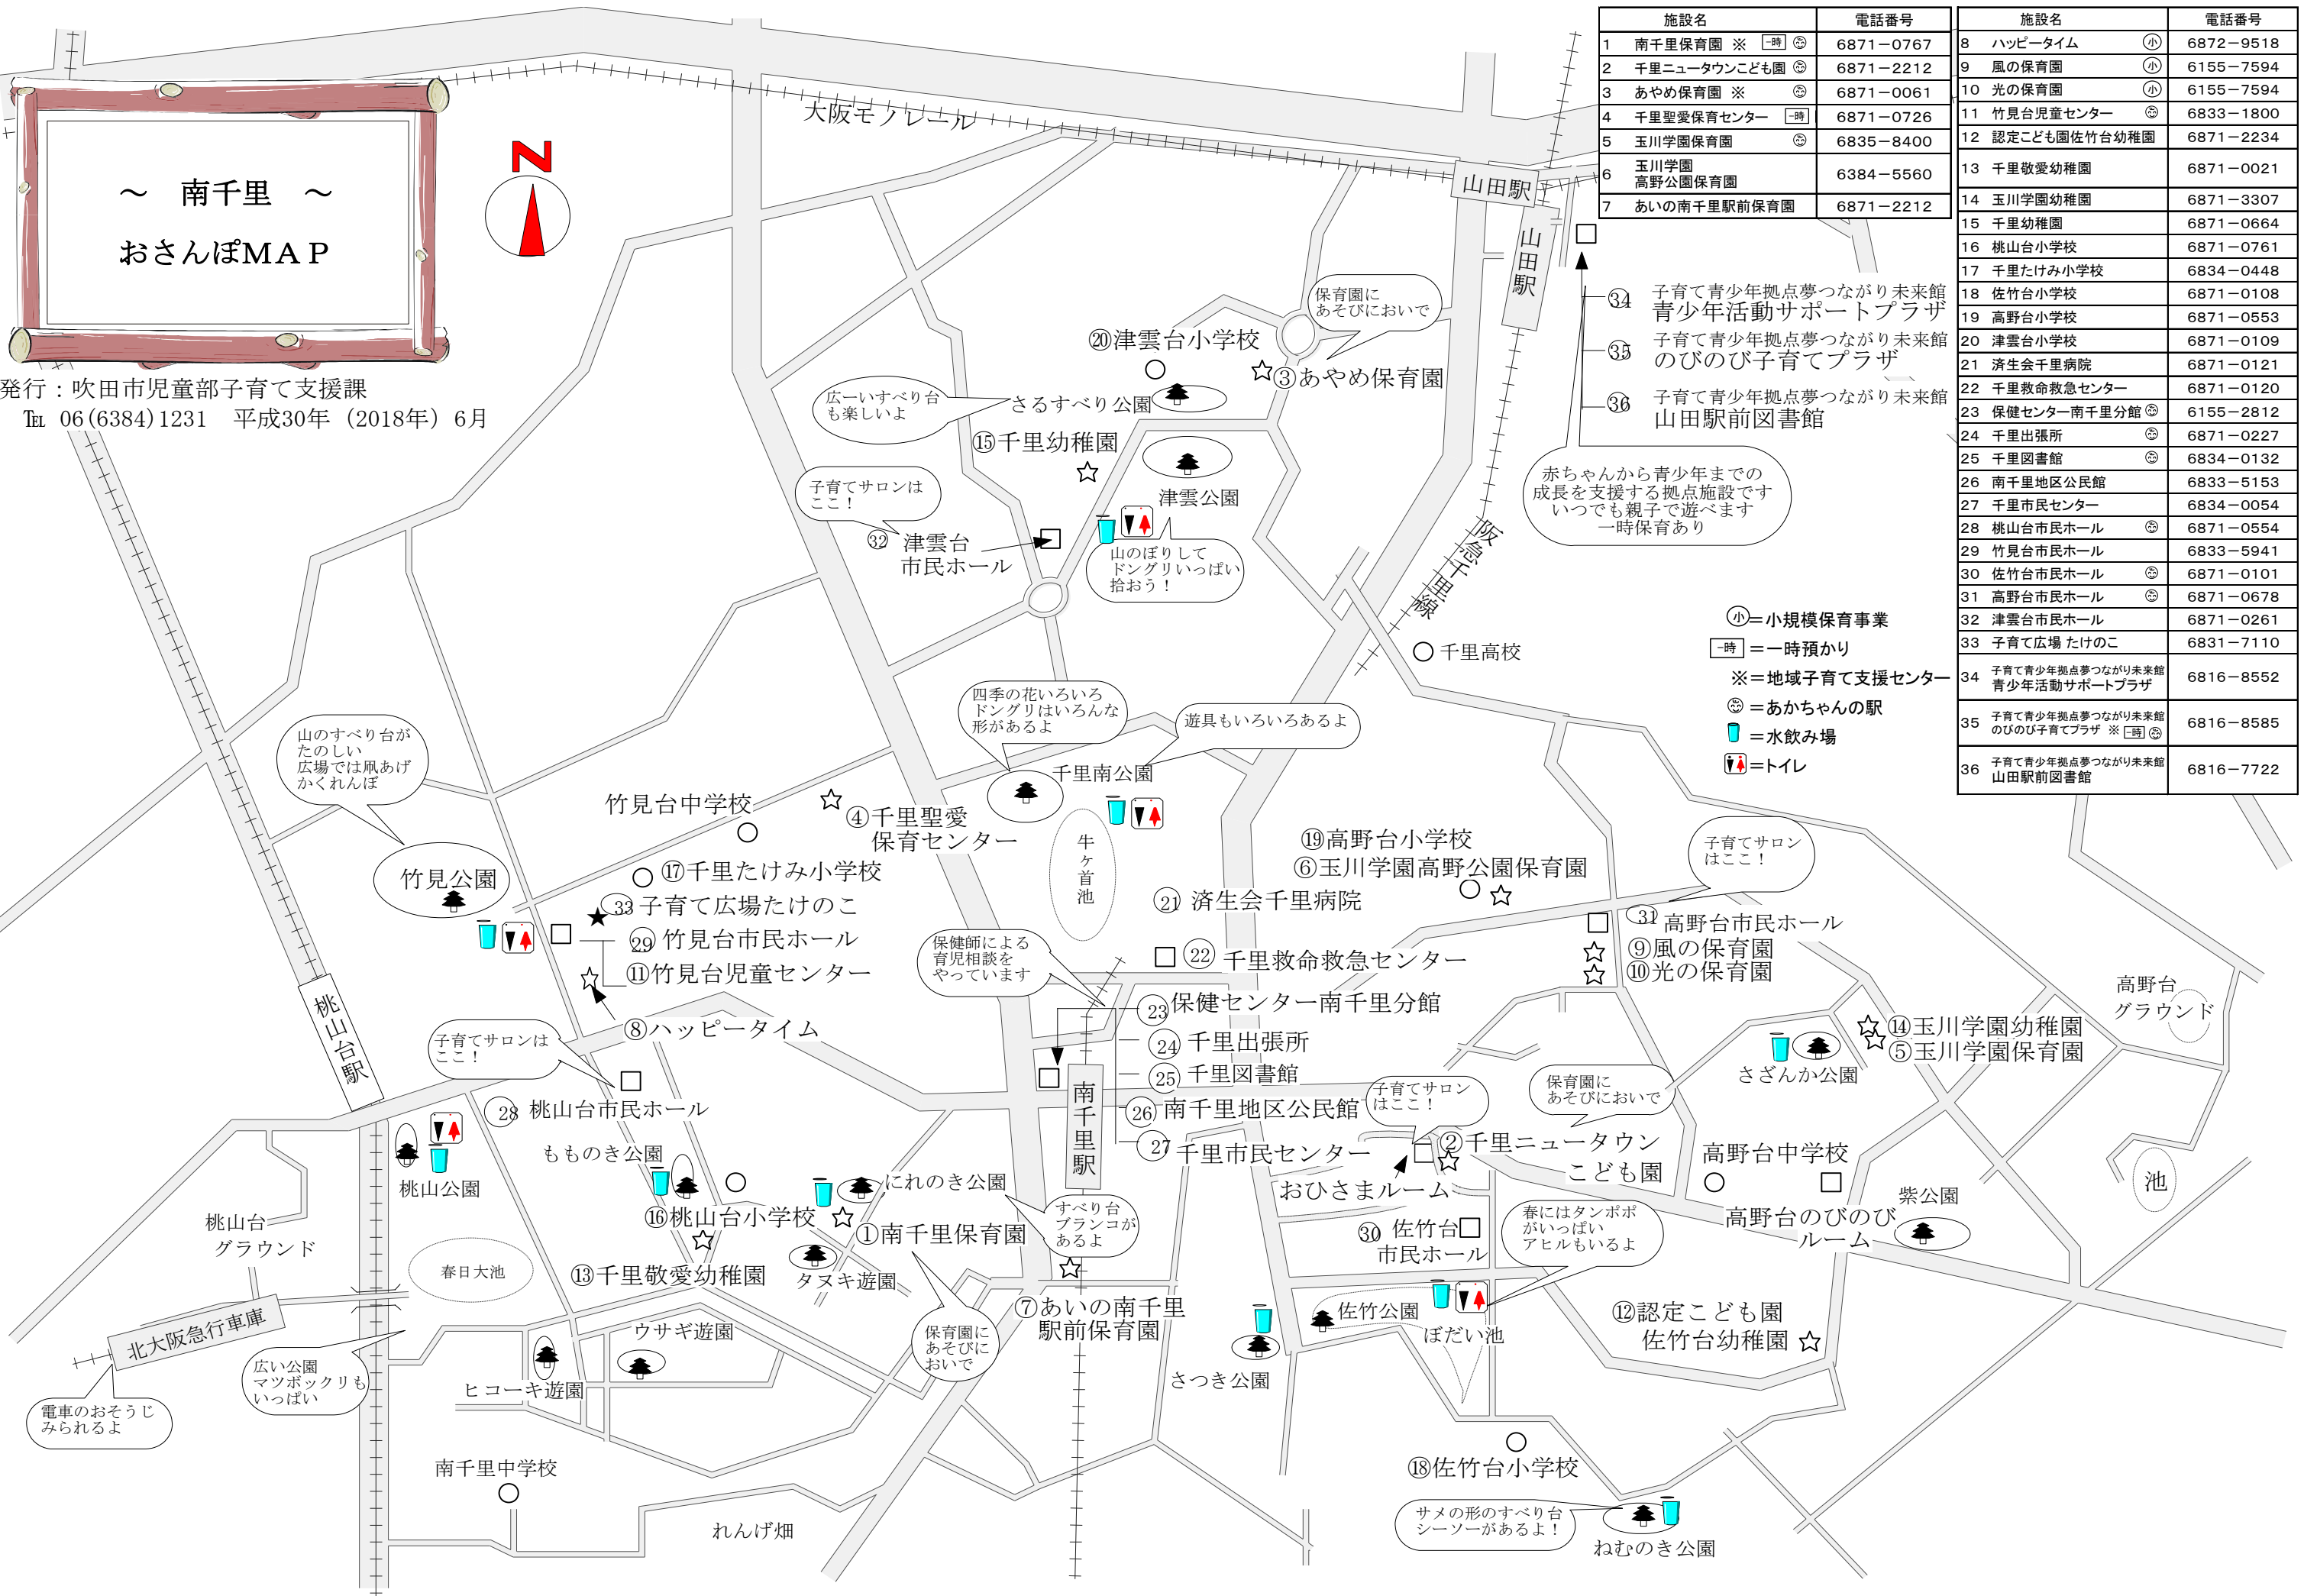 ～　南千里　～
おさんぽMAP
発行：吹田市児童部子育て支援課
℡ 06(6384)1231　平成30年（2018年）6月
N
大阪モノレール
山田駅
山田駅
施設名 電話番号
1 南千里保育園 ※ 一時 6871－0767
2 千里ニュータウンこども園 6871－2212
3 あやめ保育園 ※ 6871－0061
4 千里聖愛保育センター 一時 6871－0726
5 玉川学園保育園 6835－8400
6 玉川学園
高野公園保育園 6384－5560
7 あいの南千里駅前保育園 6871－2212
施設名 電話番号
8 ハッピータイム 小 6872－9518
9 風の保育園 小 6155－7594
10 光の保育園 小 6155－7594
11 竹見台児童センター 6833－1800
12 認定こども園佐竹台幼稚園 6871－2234
13 千里敬愛幼稚園 6871－0021
14 玉川学園幼稚園 6871－3307
15 千里幼稚園 6871－0664
16 桃山台小学校 6871－0761
17 千里たけみ小学校 6834－0448
18 佐竹台小学校 6871－0108
19 高野台小学校 6871－0553
20 津雲台小学校 6871－0109
21 済生会千里病院 6871－0121
22 千里救命救急センター 6871－0120
23 保健センター南千里分館 6155－2812
24 千里出張所 6871－0227
25 千里図書館 6834－0132
26 南千里地区公民館 6833－5153
27 千里市民センター 6834－0054
28 桃山台市民ホール 6871－0554
29 竹見台市民ホール 6833－5941
30 佐竹台市民ホール 6871－0101
31 高野台市民ホール 6871－0678
32 津雲台市民ホール 6871－0261
33 子育て広場 たけのこ 6831－7110
34 子育て青少年拠点夢つながり未来館
青少年活動サポートプラザ 6816－8552
35 子育て青少年拠点夢つながり未来館
のびのび子育てプラザ ※ 一時 6816－8585
36 子育て青少年拠点夢つながり未来館
山田駅前図書館 6816－7722
㉞ 子育て青少年拠点夢つながり未来館
青少年活動サポートプラザ
㉟ 子育て青少年拠点夢つながり未来館
のびのび子育てプラザ
㊱ 子育て青少年拠点夢つながり未来館
山田駅前図書館
赤ちゃんから青少年までの
成長を支援する拠点施設です
いつでも親子で遊べます
一時保育あり
小＝小規模保育事業
一時＝一時預かり
※＝地域子育て支援センター
＝あかちゃんの駅
＝水飲み場
＝トイレ
保育園に
あそびにおいで
⑳津雲台小学校
③あやめ保育園
広ーいすべり台
も楽しいよ
さるすべり公園
⑮千里幼稚園
津雲公園
子育てサロンは
ここ！
㉜ 津雲台
市民ホール
山のぼりして
ドングリいっぱい
拾おう！
阪急千里線
千里高校
四季の花いろいろ
ドングリはいろんな
形があるよ
遊具もいろいろあるよ
千里南公園
牛ヶ首池
山のすべり台が
たのしい
広場では凧あげ
かくれんぼ
竹見公園
竹見台中学校
④千里聖愛
保育センター
⑰千里たけみ小学校
㉝子育て広場たけのこ
㉙竹見台市民ホール
⑪竹見台児童センター
⑧ハッピータイム
⑲高野台小学校
⑥玉川学園高野公園保育園
㉑ 済生会千里病院
㉒ 千里救命救急センター
保健師による
育児相談を
やっています
㉓保健センター南千里分館
㉔ 千里出張所
㉕ 千里図書館
㉖ 南千里地区公民館
㉗ 千里市民センター
南千里駅
子育てサロン
はここ！
㉛高野台市民ホール
⑨風の保育園
⑩光の保育園
高野台
グラウンド
⑭玉川学園幼稚園
⑤玉川学園保育園
さざんか公園
桃山台駅
子育てサロンは
ここ！
㉘ 桃山台市民ホール
もものき公園
桃山公園
桃山台
グラウンド
春日大池
北大阪急行車庫
電車のおそうじ
みられるよ
広い公園
マツボックリも
いっぱい
⑯桃山台小学校
⑬千里敬愛幼稚園
にれのき公園
①南千里保育園
タヌキ遊園
すべり台
ブランコが
あるよ
保育園に
あそびに
おいで
⑦あいの南千里
駅前保育園
ウサギ遊園
ヒコーキ遊園
南千里中学校
れんげ畑
子育てサロン
はここ！
保育園に
あそびにおいで
②千里ニュータウン
こども園
おひさまルーム
㉚ 佐竹台
市民ホール
春にはタンポポ
がいっぱい
アヒルもいるよ
高野台中学校
高野台のびのび
ルーム
紫公園
池
佐竹公園
ぼだい池
さつき公園
⑫認定こども園
佐竹台幼稚園
⑱佐竹台小学校
サメの形のすべり台
シーソーがあるよ！
ねむのき公園